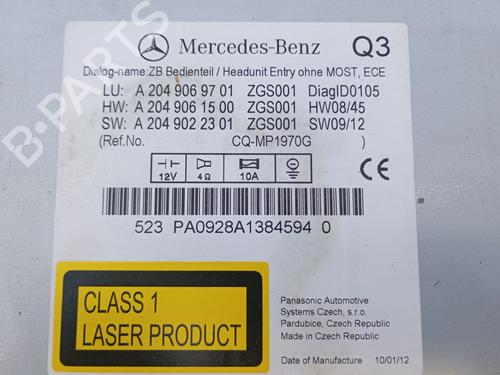 Mercedes-Benz Q3
Dialog-name:ZB Bedienteil / Headunit Entry ohne MOST, ECE
LU: A 204 906 97 01 ZGS001 DiagID0105
HW: A 204 906 15 00 ZGS001 HW08/45
SW: A 204 902 23 01 ZGS001 SW09/12
(Ref.No. CQ-MP1970G )
12V 4Ω 10A
CE
523 PA0928A1384594 0
CLASS 1
LASER PRODUCT
Panasonic Automotive
Systems Czech, s.r.o.
Pardubice, Czech Republic
Made in Czech Republic
Date of Manufacture 10/01/12